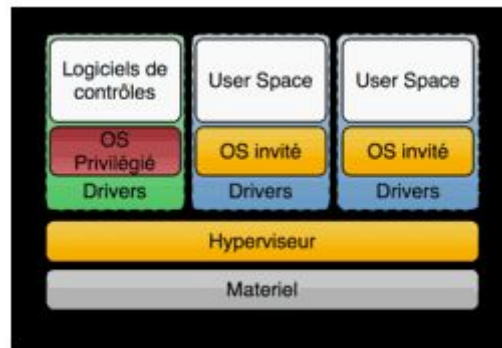 Logiciels de
contrôles
User Space
User Space
OS
Privilégié
OS invité
OS invité
Drivers
Drivers
Drivers
Hyperviseur
Materiel